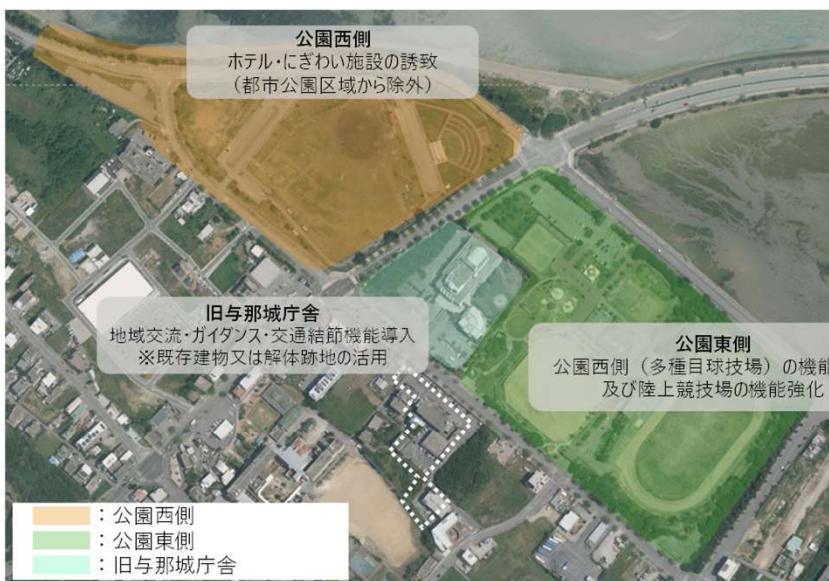 公園西側
ホテル・にぎわい施設の誘致
（都市公園区域から除外）
旧与那城庁舎
地域交流・ガイダンス・交通結節機能導入
※既存建物又は解体跡地の活用
公園東側
公園西側（多種目球技場）の機能
及び陸上競技場の機能強化
：公園西側
：公園東側
：旧与那城庁舎